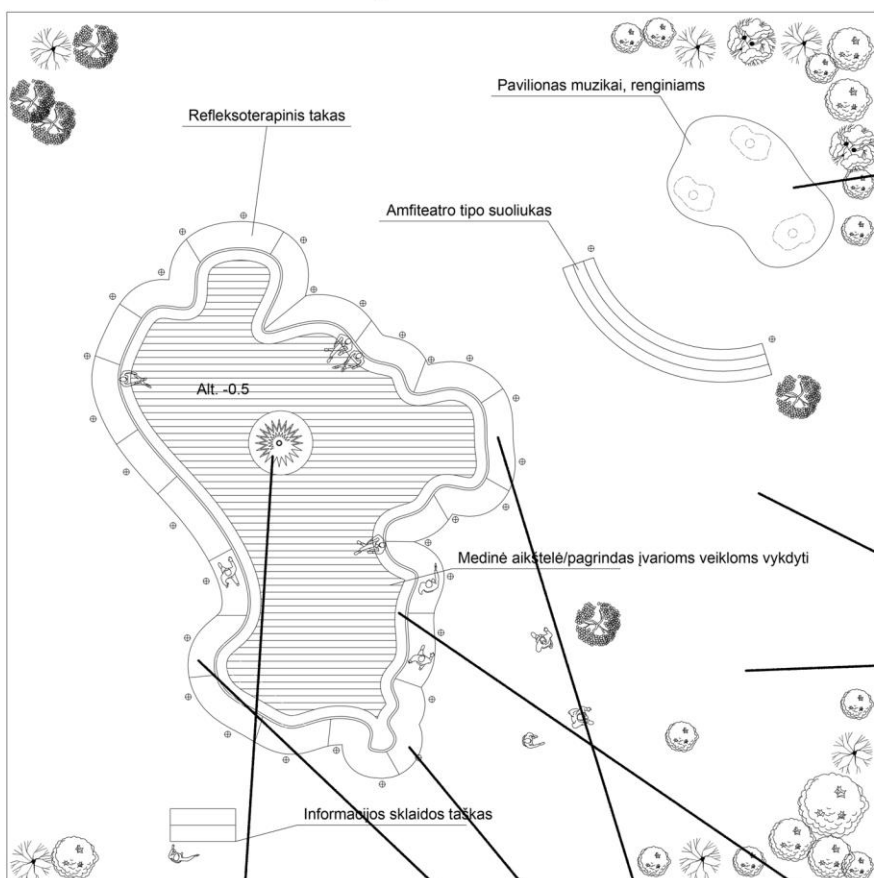 Pavilionas muzikai, renginiams
Refleksoterapinis takas
Amfiteatro tipo suoliukas
Alt. -0.5
Medinė aikštelė/pagrindas įvarioms veikloms vykdyti
Informacijos sklaidos taškas